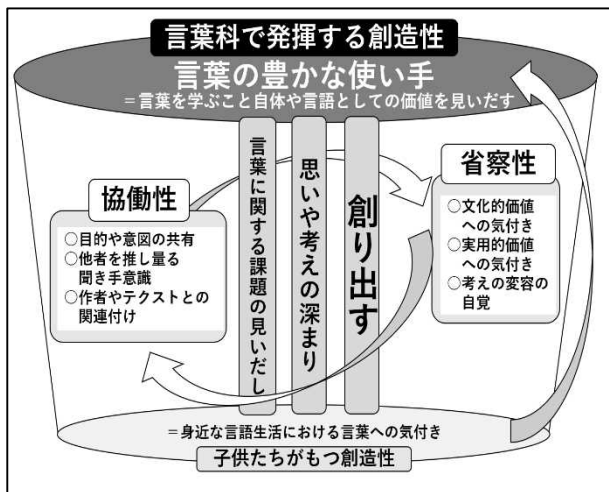 言葉科で発揮する創造性
言葉の豊かな使い手
＝言葉を学ぶこと自体や言語としての価値を見いだす
協働性
○目的や意図の共有
○他者を推し量る
聞き手意識
○作者やテクストとの
関連付け
言葉に関する課題の見いだし
思いや考えの深まり
創り出す
省察性
○文化的価値
への気付き
○実用的価値
への気付き
○考えの変容の
自覚
＝身近な言語生活における言葉への気付き
子供たちがもつ創造性